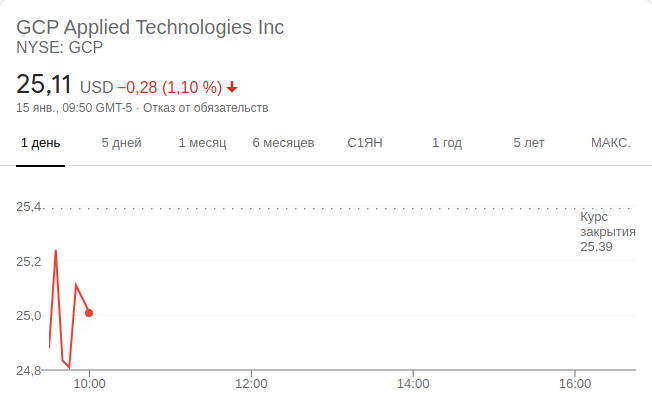 GCP Applied Technologies Inc
NYSE: GCP
25,11 USD −0,28 (1,10 %)
15 янв., 09:50 GMT-5 · Отказ от обязательств
1 день 5 дней 1 месяц 6 месяцев С1ЯН 1 год 5 лет МАКС.
25,4
Курс
закрытия
25,39
25,2
25,0
24,8
10:00 12:00 14:00 16:00